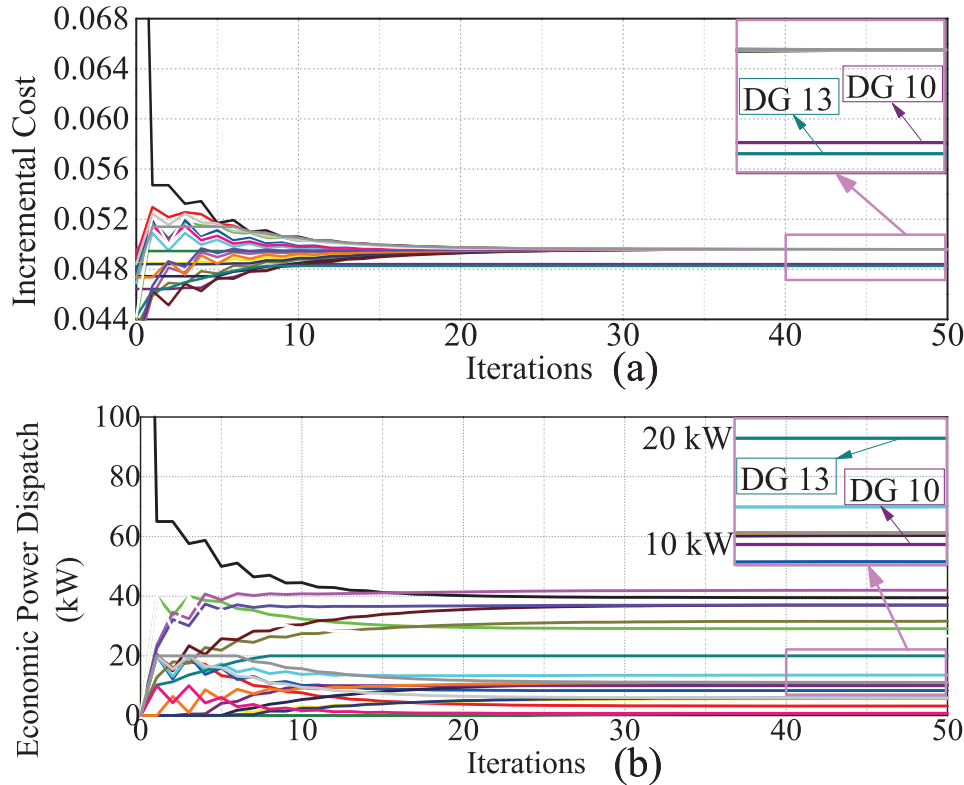 0.068
0.064
0.060
0.056
0.052
0.048
0.044
Incremental Cost
DG 10
DG 13
0
10
20
30
40
50
Iterations
(a)
100
80
60
40
20
0
Economic Power Dispatch
(kW)
20 kW
DG 13
DG 10
10 kW
0
10
20
30
40
50
Iterations
(b)